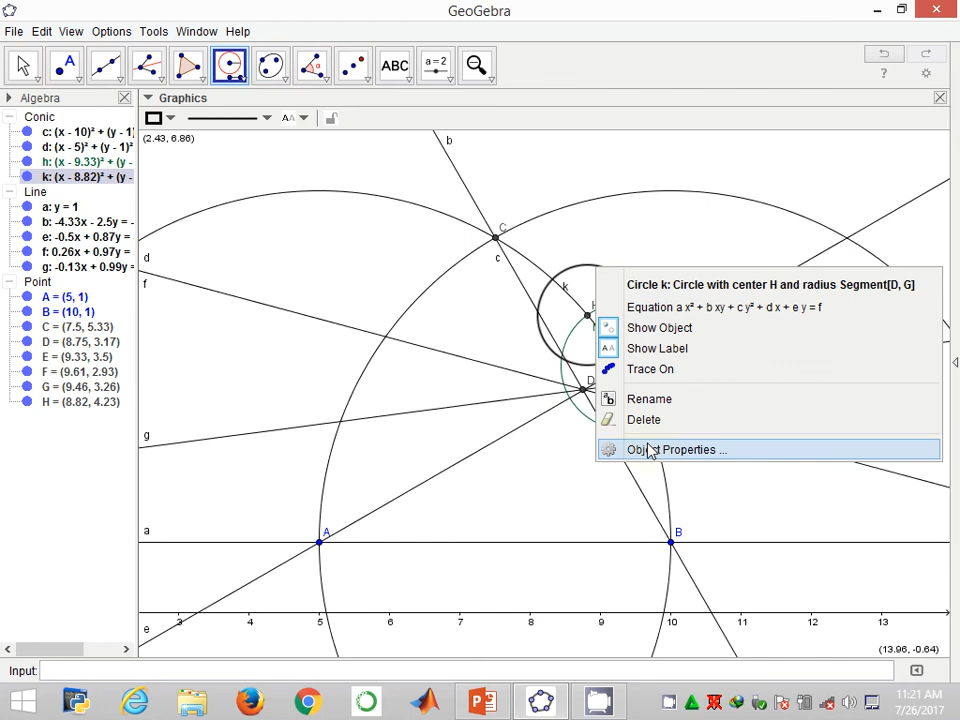 GeoGebra
File Edit View Options Tools Window Help
A ABC a = 2
Algebra
Graphics
AA
Conic
c: (x - 10)² + (y - 1)
d: (x - 5)² + (y - 1)²
h: (x - 9.33)² + (y -
k: (x - 8.82)² + (y -
Line
a: y = 1
b: -4.33x - 2.5y = -
e: -0.5x + 0.87y =
f: 0.26x + 0.97y =
g: -0.13x + 0.99y =
Point
A = (5, 1)
B = (10, 1)
C = (7.5, 5.33)
D = (8.75, 3.17)
E = (9.33, 3.5)
F = (9.61, 2.93)
G = (9.46, 3.26)
H = (8.82, 4.23)
(2.43, 6.86)
b
C
d
c
f
k
D
g
A
B
a
e
3 5 6 7 8 9 10 11 12 13
(13.96, -0.64)
Circle k: Circle with center H and radius Segment[D, G]
Equation a x² + b xy + c y² + d x + e y = f
Show Object
AA Show Label
Trace On
ab Rename
Delete
Object Properties ...
Input:
11:21 AM
7/26/2017